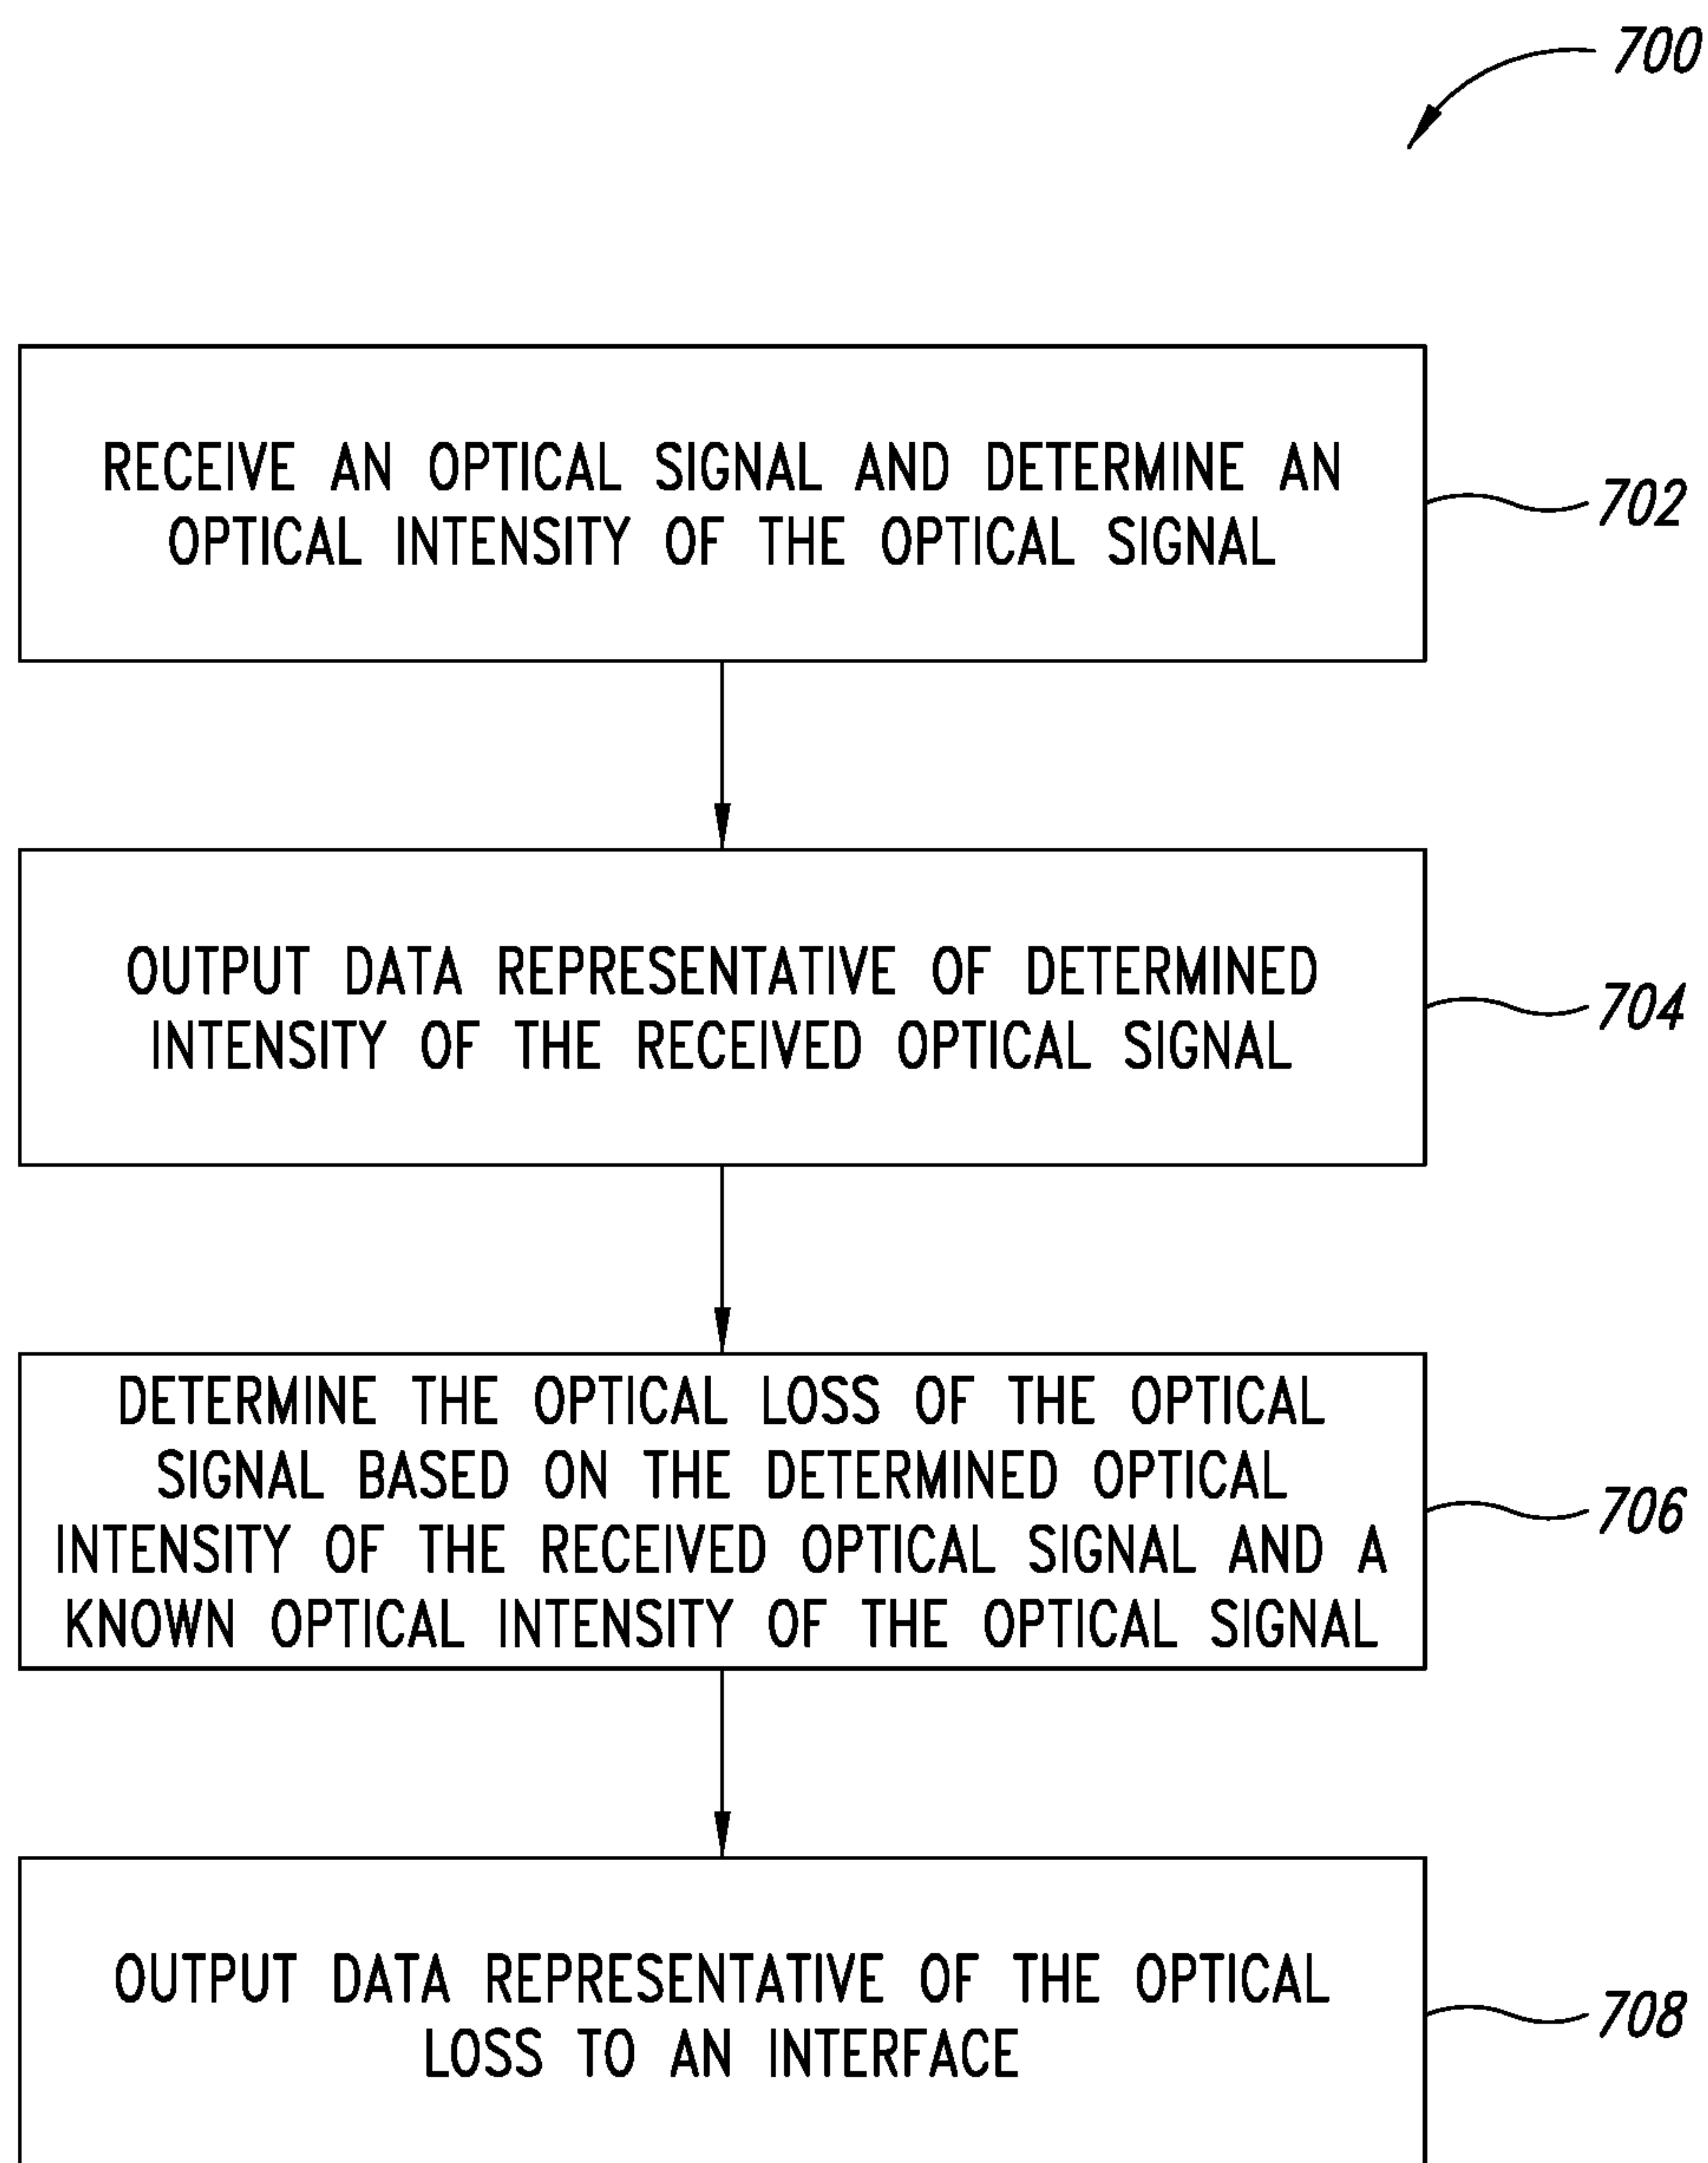 700
RECEIVE AN OPTICAL SIGNAL AND DETERMINE AN
OPTICAL INTENSITY OF THE OPTICAL SIGNAL
702
OUTPUT DATA REPRESENTATIVE OF DETERMINED
INTENSITY OF THE RECEIVED OPTICAL SIGNAL
704
DETERMINE THE OPTICAL LOSS OF THE OPTICAL
SIGNAL BASED ON THE DETERMINED OPTICAL
INTENSITY OF THE RECEIVED OPTICAL SIGNAL AND A
KNOWN OPTICAL INTENSITY OF THE OPTICAL SIGNAL
706
OUTPUT DATA REPRESENTATIVE OF THE OPTICAL
LOSS TO AN INTERFACE
708